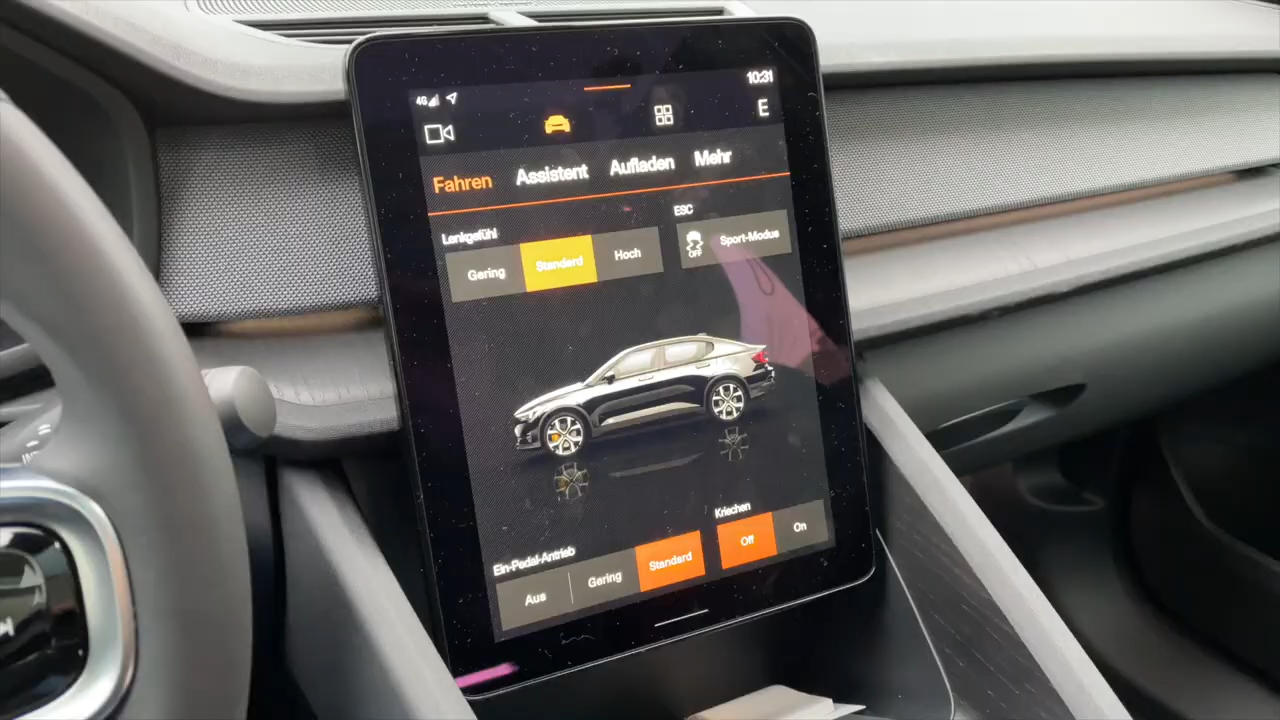 4G
10:31
E
Fahren Assistent Aufladen Mehr
Lenkgefühl
Gering Standard Hoch
ESC
OFF Sport-Modus
Ein-Pedal-Antrieb
Aus Gering Standard
Kriechen
Off On